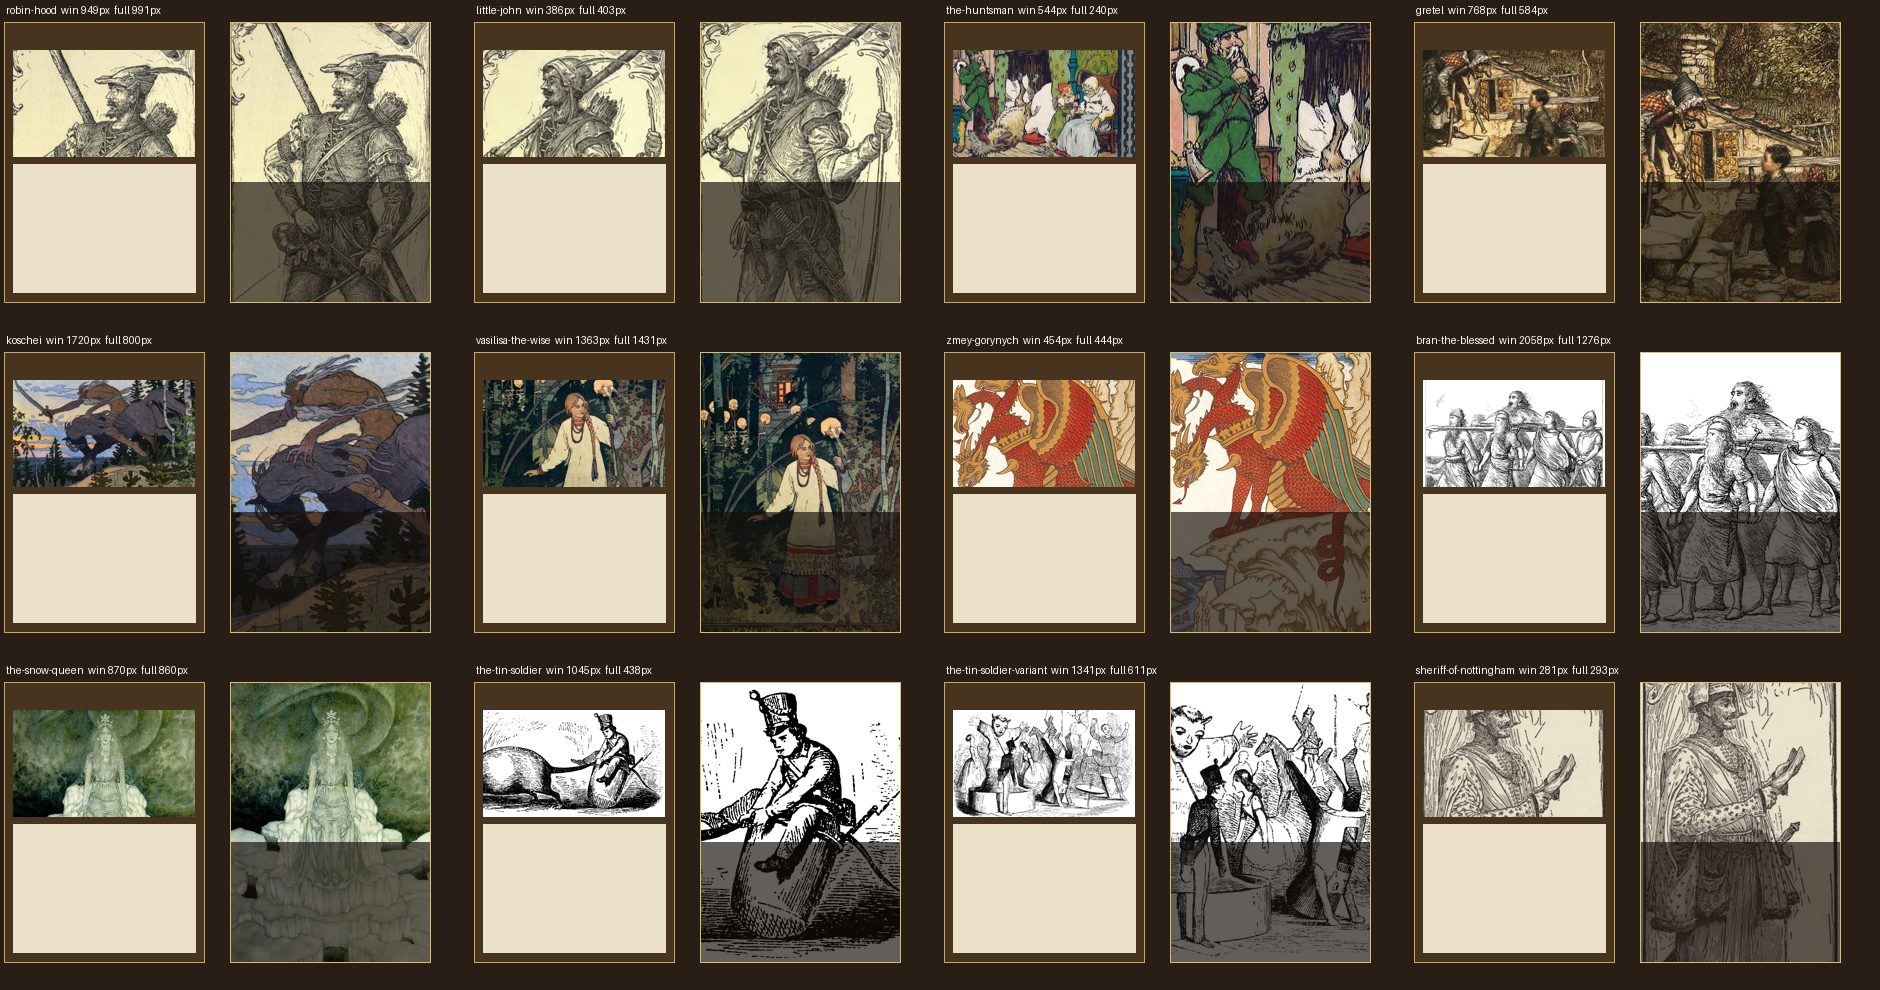 robin-hood win 949px full 991px
little-john win 386px full 403px
the-huntsman win 544px full 240px
gretel win 768px full 584px
koschei win 1720px full 800px
vasilisa-the-wise win 1363px full 1431px
zmey-gorynych win 454px full 444px
bran-the-blessed win 2058px full 1276px
the-snow-queen win 870px full 860px
the-tin-soldier win 1045px full 438px
the-tin-soldier-variant win 1341px full 611px
sheriff-of-nottingham win 281px full 293px